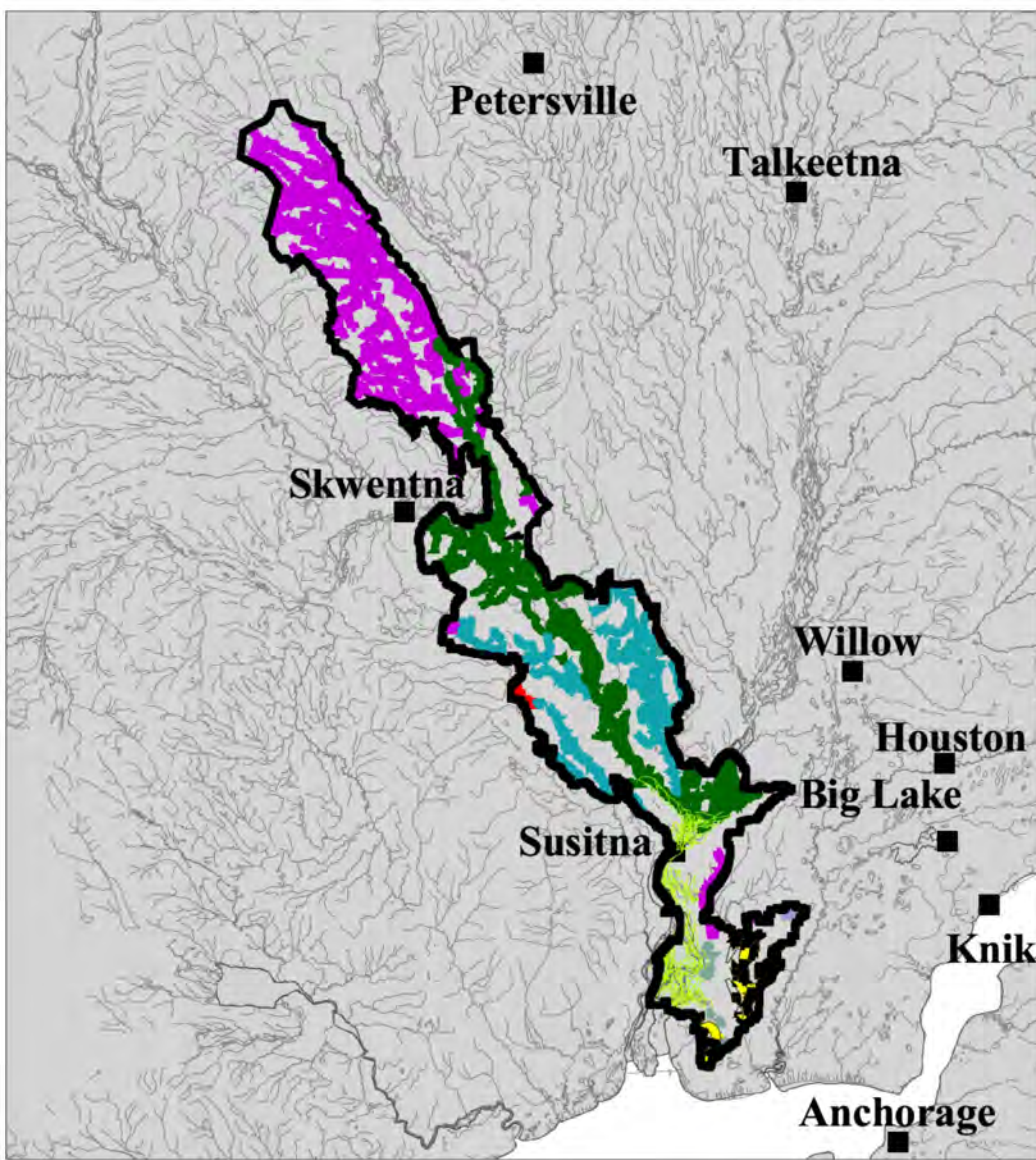 Petersville
Talkeetna
Skwentna
Willow
Houston
Big Lake
Susitna
Knik
Anchorage